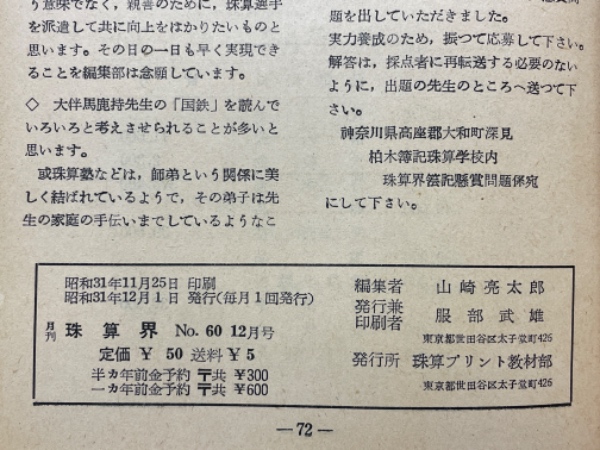 う意味でなく，親善のために，珠算選手
を派遣して共に向上をはかりたいものと
思います。その日の一日も早く実現でき
ることを編集部は念願しています。
◇ 大伴馬鹿持先生の「国鉄」を読んで
いろいろと考えさせられることが多いと
思います。
或珠算塾などは，師弟という関係に美
しく結ばれているようで，その弟子は先
生の家庭の手伝いまでしているようなこ
題を出していただきました。
実力養成のため，振つて応募して下さい。
解答は，採点者に再転送する必要のない
ように，出題の先生のところへ送つて下
さい。
神奈川県高座郡大和町深見
柏木簿記珠算学校内
珠算界簿記懸賞問題係宛
にして下さい。
昭和31年11月25日 印刷
昭和31年12月1日 発行(毎月1回発行)
月刊 珠算界 No. 60 12月号
定価 ￥ 50 送料 ￥ 5
半カ年前金予約 〒共 ￥300
一カ年前金予約 〒共 ￥600
編集者 山崎亮太郎
発行兼印刷者 服部武雄
東京都世田谷区太子堂町425
発行所 珠算プリント教材部
東京都世田谷区太子堂町425
—72—